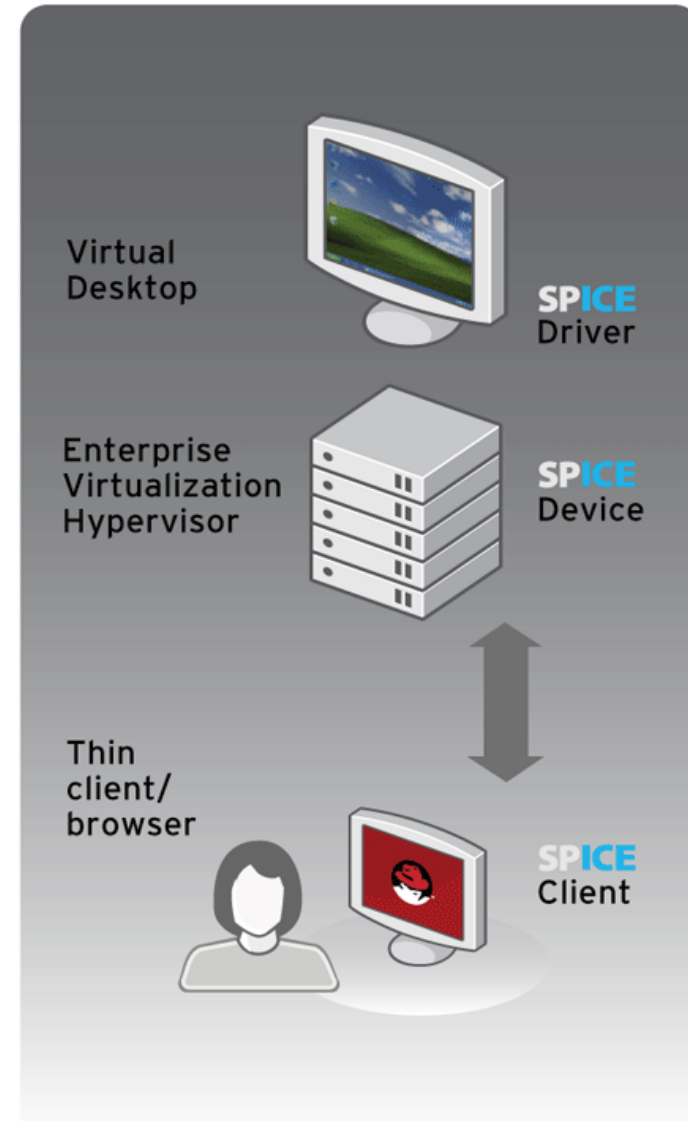 Virtual
Desktop
SPICE
Driver
Enterprise
Virtualization
Hypervisor
SPICE
Device
Thin
client/
browser
SPICE
Client